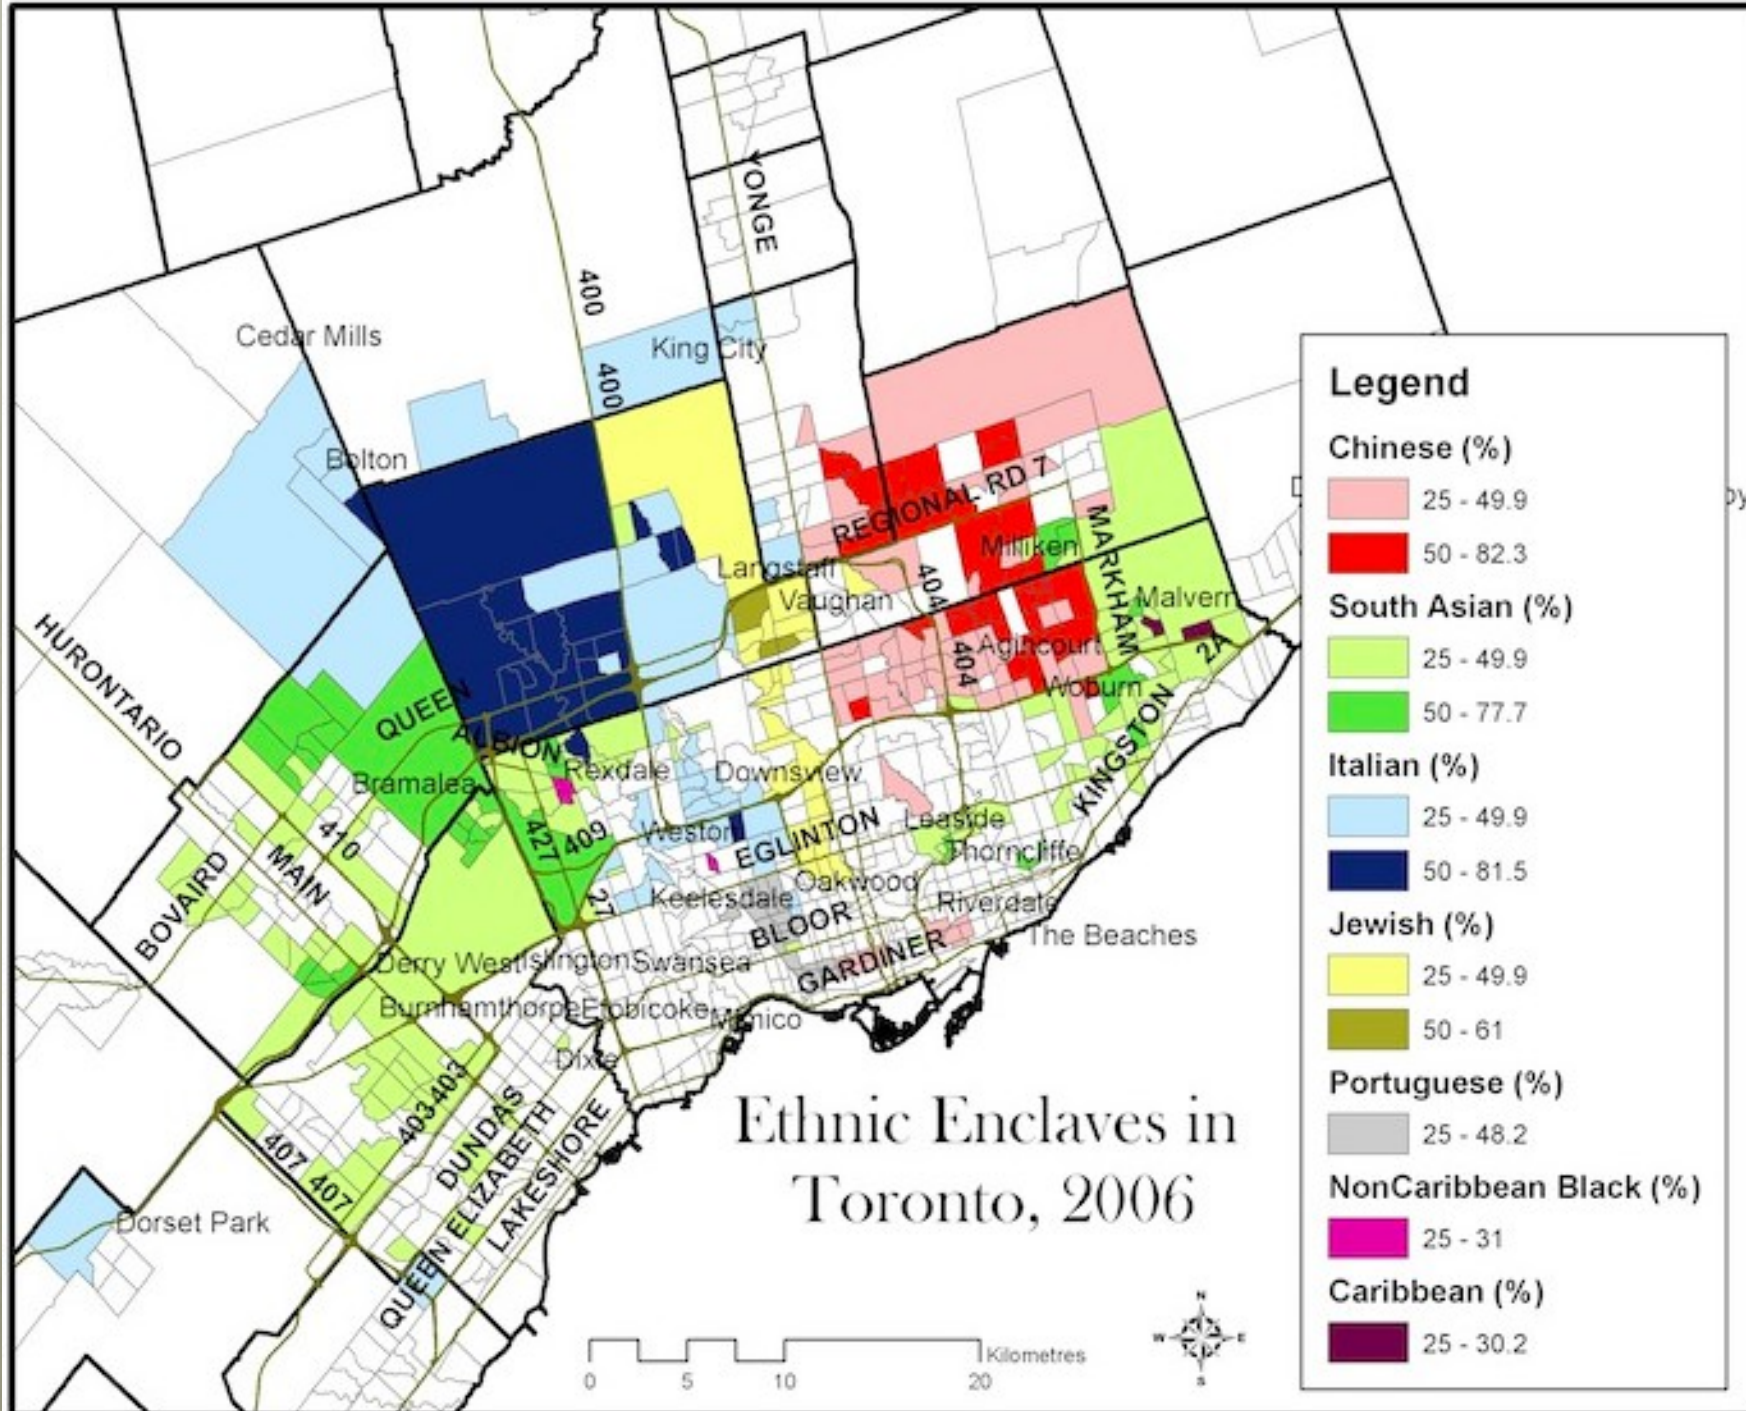 YONGE
400
Cedar Mills
King City
400
Bolton
REGIONAL RD 7
MARKHAM
Milliken
Langstaff
404
Vaughan
Malvern
HURONTARIO
Agincourt
404
2A
QUEEN
Woburn
ALBION
KINGSTON
Bramalea
Rexdale
Downsview
410
427
409
Weston
EGLINTON
Leaside
Thorncliffe
MAIN
BOVAIRD
27
Keelesdale
Oakwood
Riverdale
BLOOR
The Beaches
GARDINER
Derry West
Islington
Swansea
Burnhamthorpe
Etobicoke
Mimico
Dixie
403
403
DUNDAS
407
407
QUEEN ELIZABETH
LAKESHORE
Dorset Park
Ethnic Enclaves in
Toronto, 2006
Kilometres
0 5 10 20
N
W E
S
Legend
Chinese (%)
25 - 49.9
50 - 82.3
South Asian (%)
25 - 49.9
50 - 77.7
Italian (%)
25 - 49.9
50 - 81.5
Jewish (%)
25 - 49.9
50 - 61
Portuguese (%)
25 - 48.2
NonCaribbean Black (%)
25 - 31
Caribbean (%)
25 - 30.2